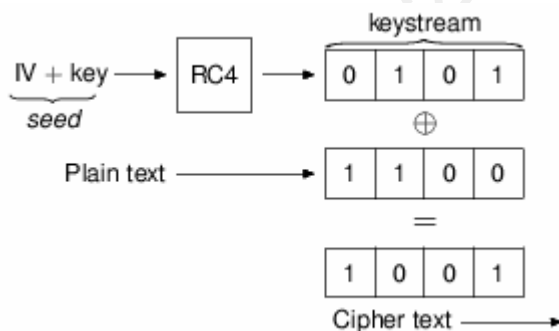 keystream
IV + key
RC4
0 1 0 1
seed
⊕
Plain text
1 1 0 0
=
1 0 0 1
Cipher text